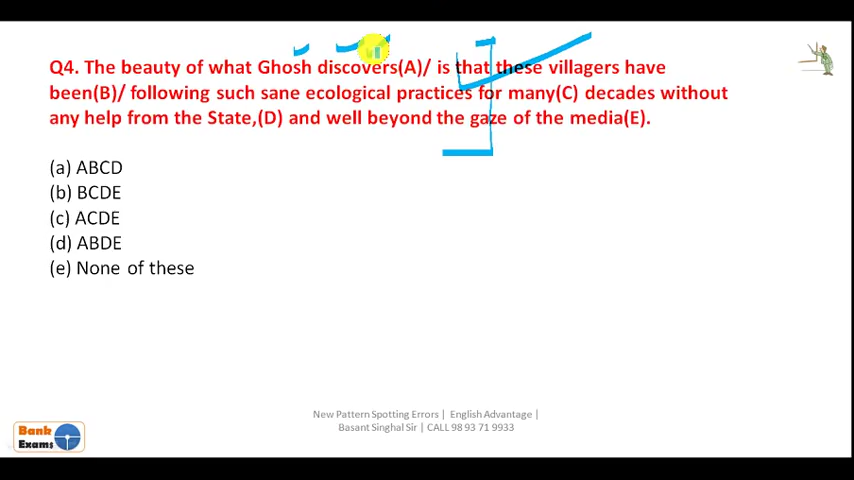 Q4. The beauty of what Ghosh discovers(A)/ is that these villagers have
been(B)/ following such sane ecological practices for many(C) decades without
any help from the State,(D) and well beyond the gaze of the media(E).
(a) ABCD
(b) BCDE
(c) ACDE
(d) ABDE
(e) None of these
New Pattern Spotting Errors | English Advantage |
Basant Singhal Sir | CALL 98 93 71 9933
Bank
Exams